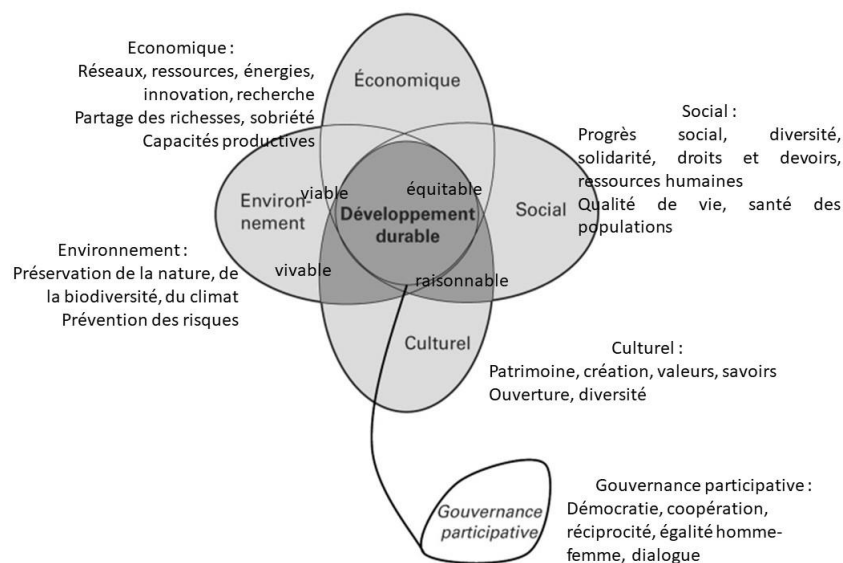 Economique :
Réseaux, ressources, énergies,
innovation, recherche
Partage des richesses, sobriété
Capacités productives
Économique
Social :
Progrès social, diversité,
solidarité, droits et devoirs,
ressources humaines
Qualité de vie, santé des
populations
viable
équitable
Environ-
nement
Développement
durable
Social
Environnement :
Préservation de la nature, de
la biodiversité, du climat
Prévention des risques
vivable
raisonnable
Culturel
Culturel :
Patrimoine, création, valeurs, savoirs
Ouverture, diversité
Gouvernance
participative
Gouvernance participative :
Démocratie, coopération,
réciprocité, égalité homme-
femme, dialogue